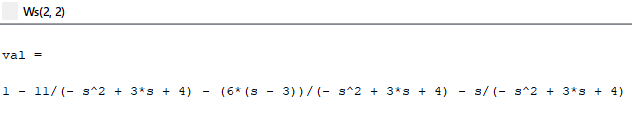 Ws(2, 2)
val =
1 - 11/(- s^2 + 3*s + 4) - (6*(s - 3))/(- s^2 + 3*s + 4) - s/(- s^2 + 3*s + 4)